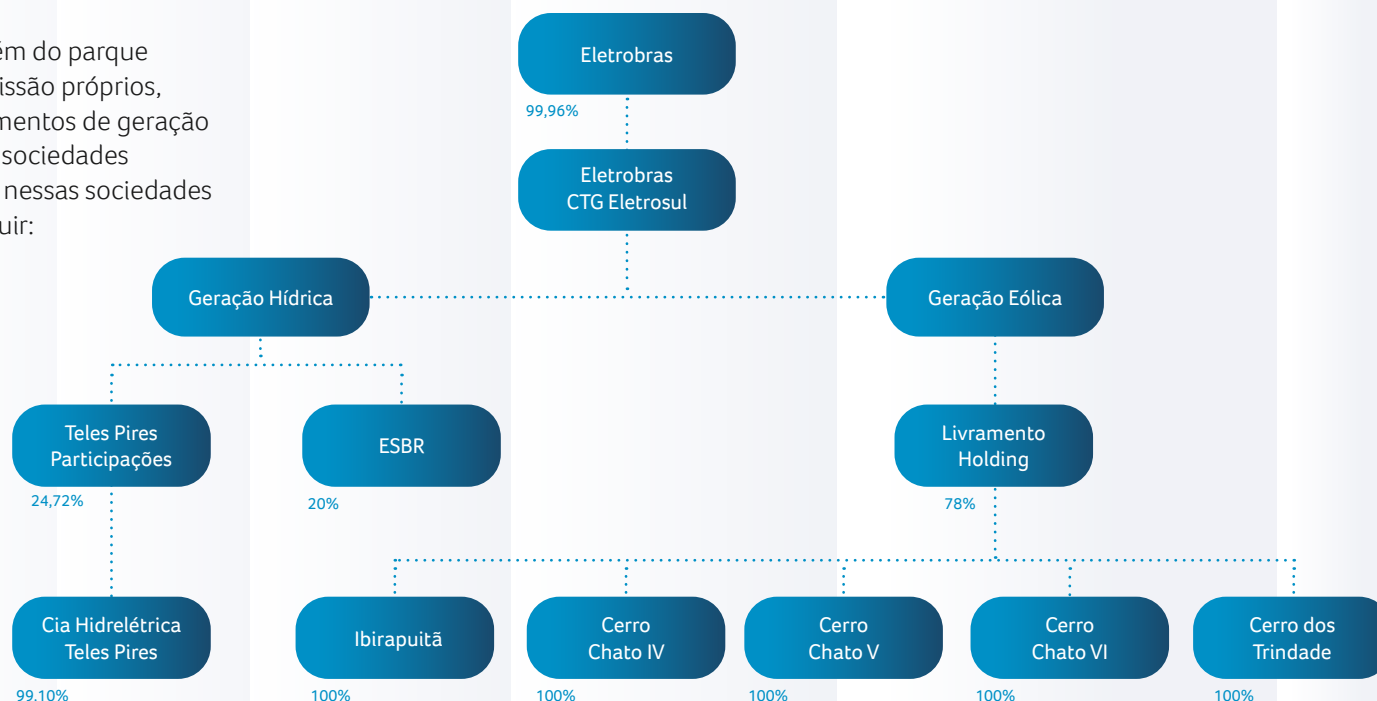 ém do parque
issão próprios,
mentos de geração
sociedades
nessas sociedades
uir:
Eletrobras
99,96%
Eletrobras
CTG Eletrosul
Geração Hídrica
Geração Eólica
Teles Pires
Participações
24,72%
ESBR
20%
Livramento
Holding
78%
Cia Hidrelétrica
Teles Pires
99,10%
Ibirapuitã
100%
Cerro
Chato IV
100%
Cerro
Chato V
100%
Cerro
Chato VI
100%
Cerro dos
Trindade
100%